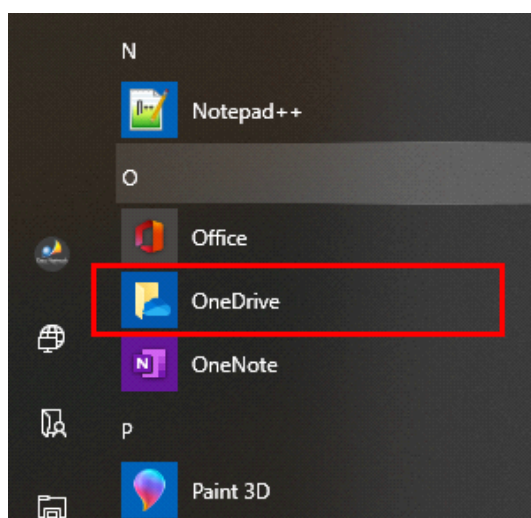 N
Notepad++
O
Office
OneDrive
N
OneNote
P
Paint 3D